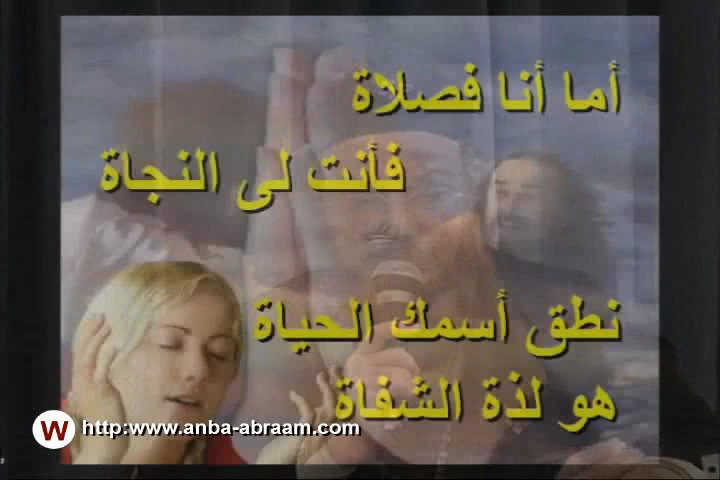 أما أنا فصلاة
فأنت لى النجاة
نطق أسمك الحياة
هو لذة الشفاة
W http:www.anba-abraam.com